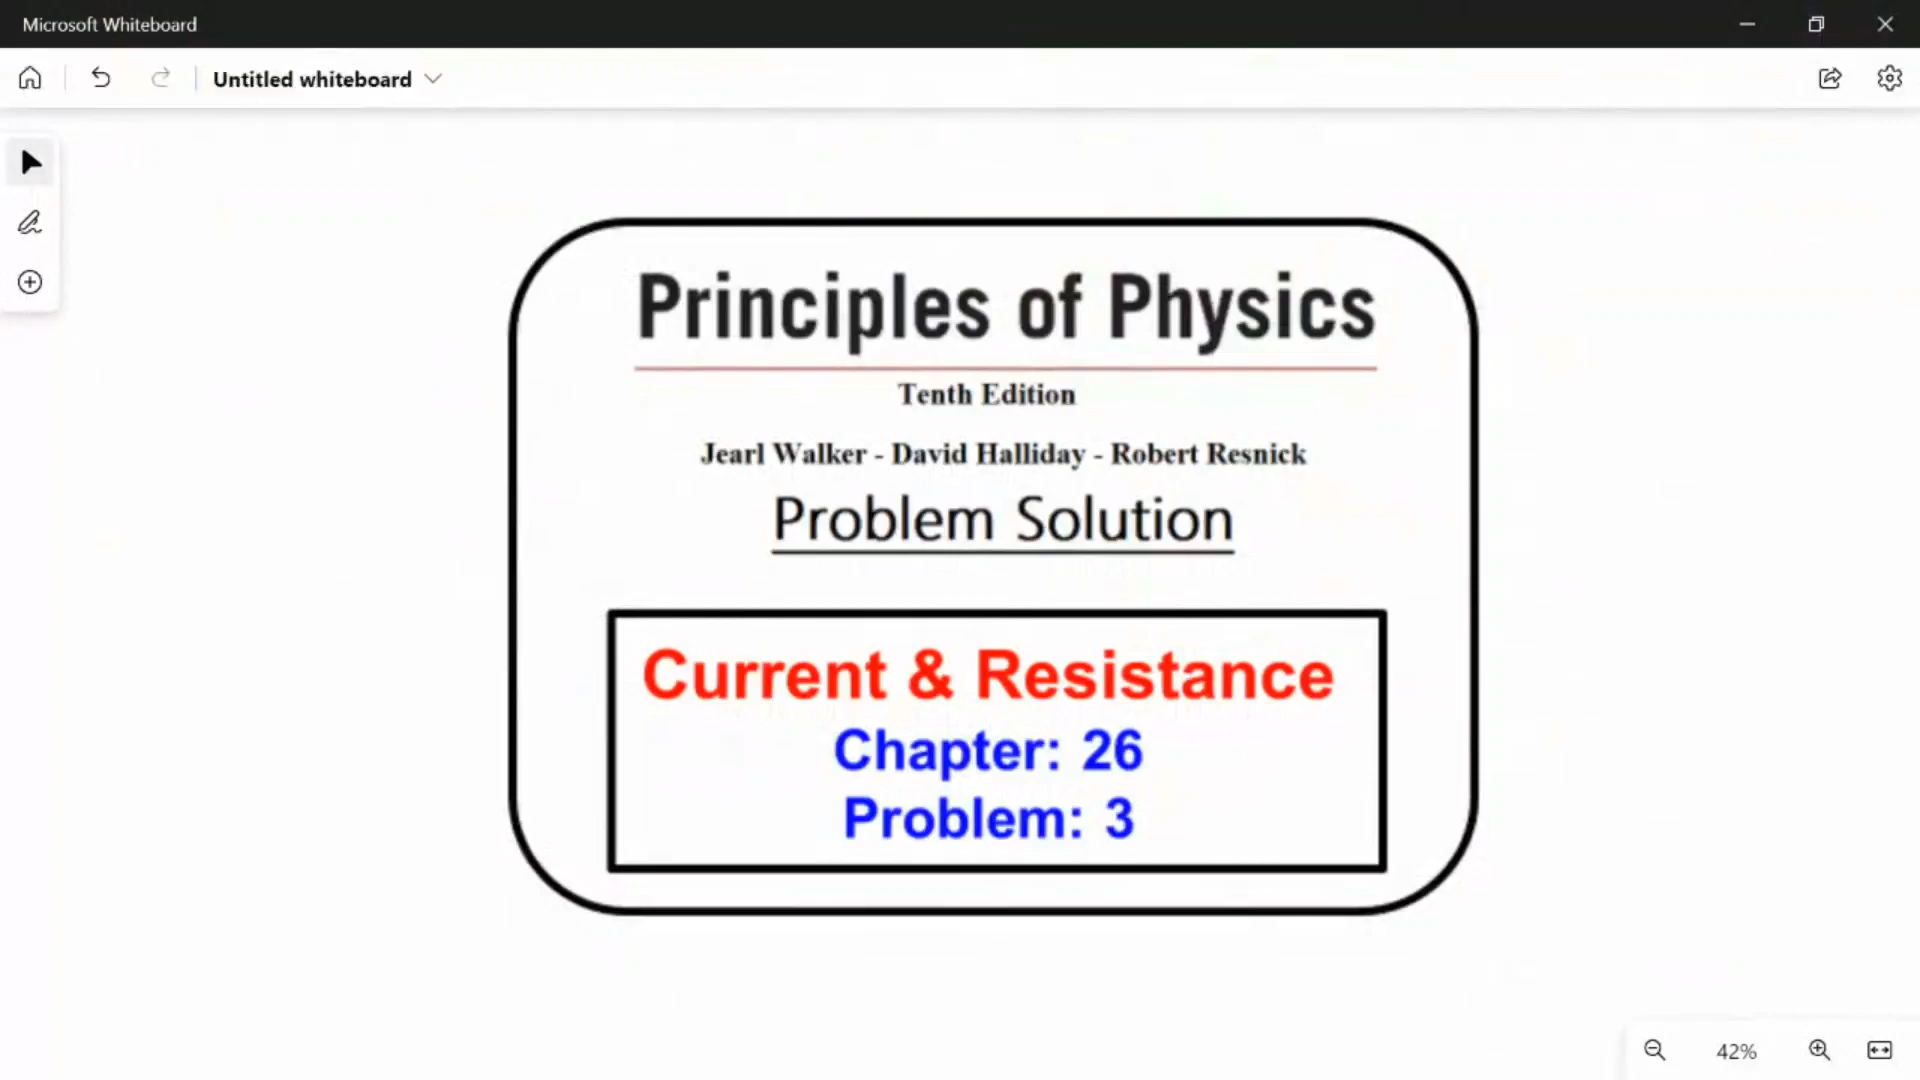 Microsoft Whiteboard
Untitled whiteboard
Principles of Physics
Tenth Edition
Jearl Walker - David Halliday - Robert Resnick
Problem Solution
Current & Resistance
Chapter: 26
Problem: 3
42%